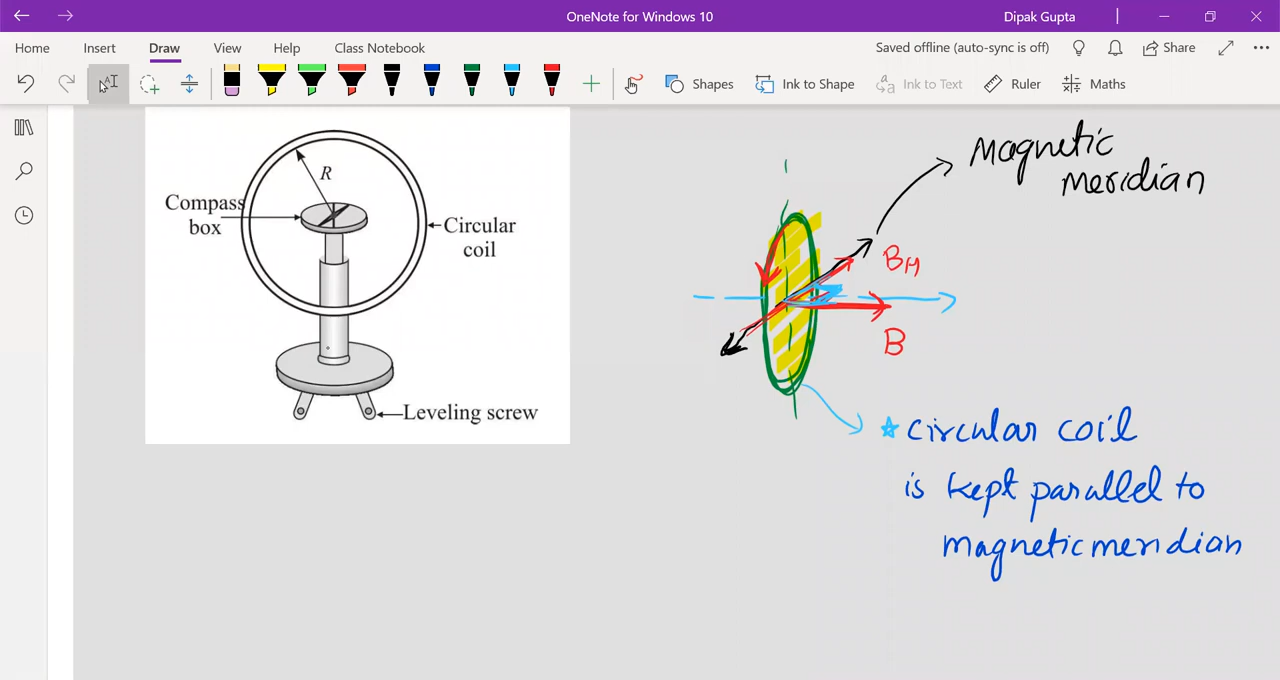 OneNote for Windows 10
Dipak Gupta
Home Insert Draw View Help Class Notebook
Saved offline (auto-sync is off)
Share
Shapes
Ink to Shape
Ink to Text
Ruler
Maths
R
Compass
box
Circular
coil
Leveling screw
Magnetic
Meridian
BH
B
Circular coil
is kept parallel to
magnetic meridian